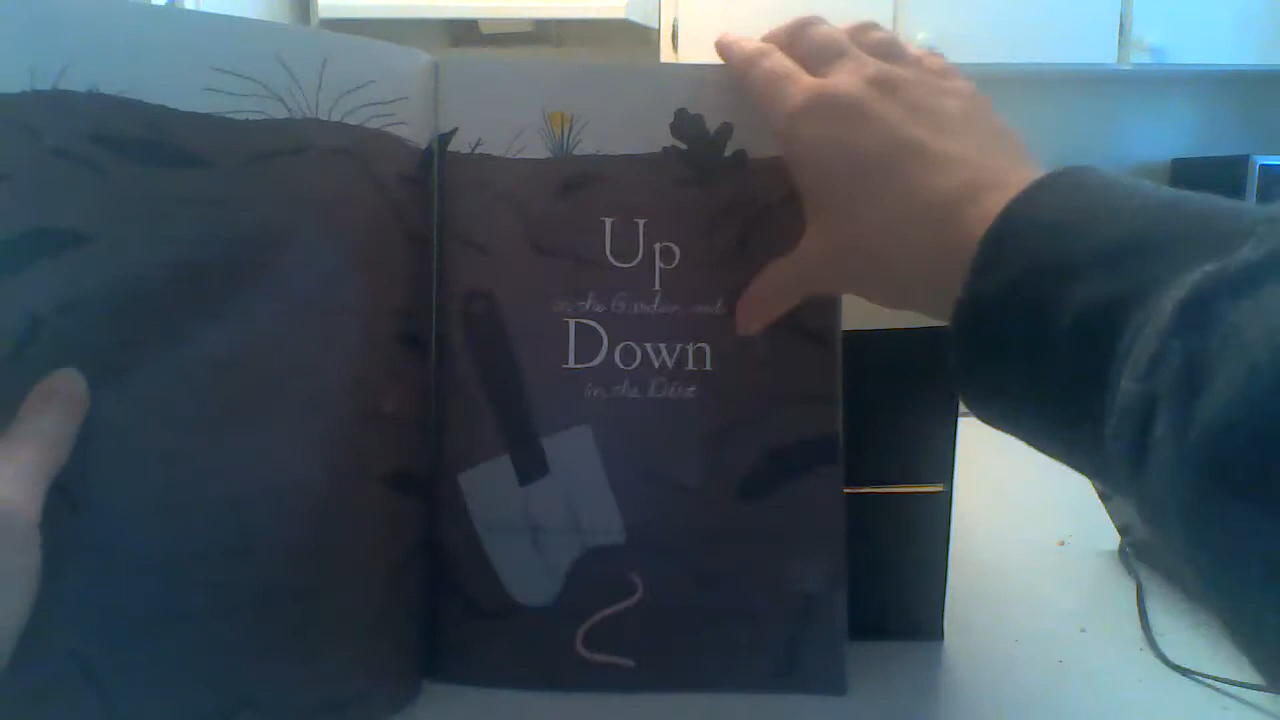 Up
in the Garden and
Down
in the Dirt